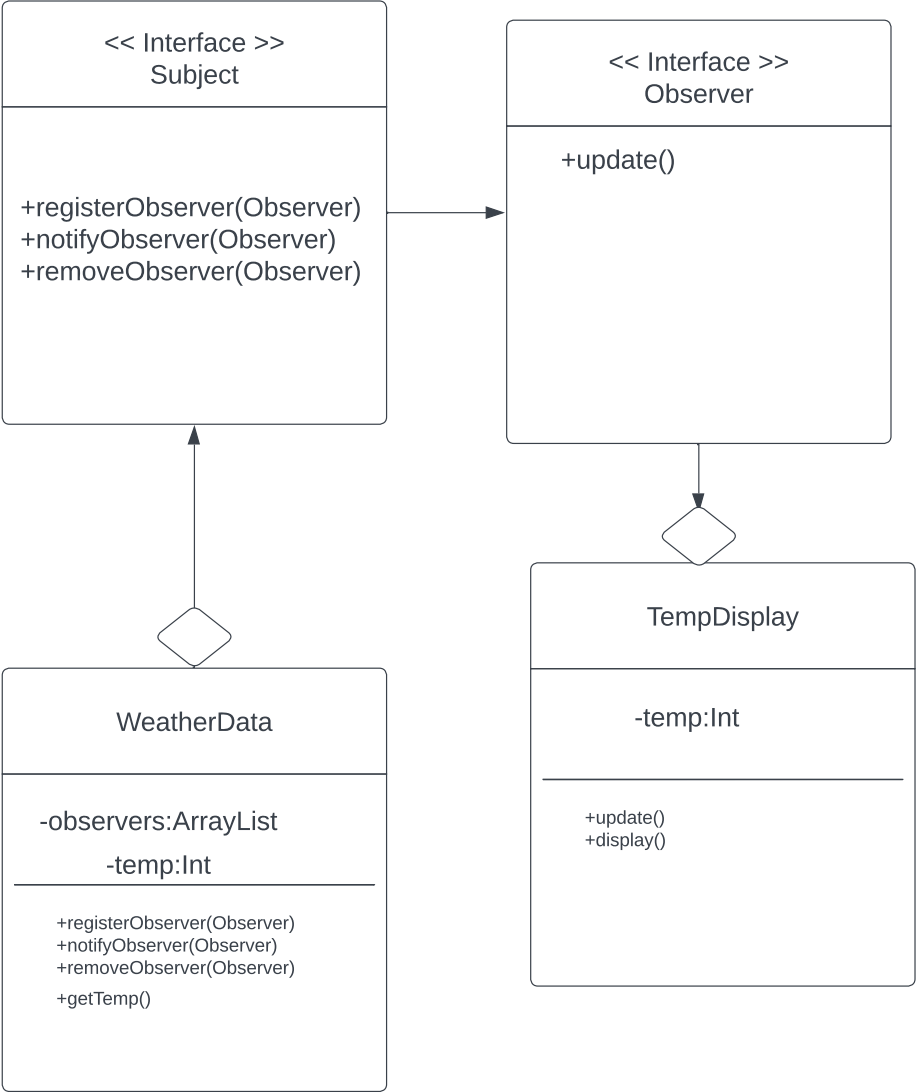 << Interface >>
Subject
+registerObserver(Observer)
+notifyObserver(Observer)
+removeObserver(Observer)
<< Interface >>
Observer
+update()
WeatherData
-observers:ArrayList
-temp:Int
+registerObserver(Observer)
+notifyObserver(Observer)
+removeObserver(Observer)
+getTemp()
TempDisplay
-temp:Int
+update()
+display()